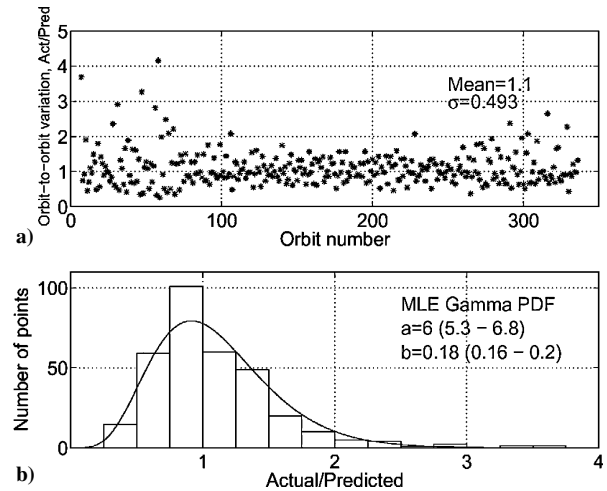 Orbit-to-orbit variation, Act/Pred
5
4
3
2
1
0
Mean=1.1
σ=0.493
0 100 200 300
Orbit number
a)
Number of points
100
50
0
MLE Gamma PDF
a=6 (5.3 - 6.8)
b=0.18 (0.16 - 0.2)
1 2 3 4
Actual/Predicted
b)